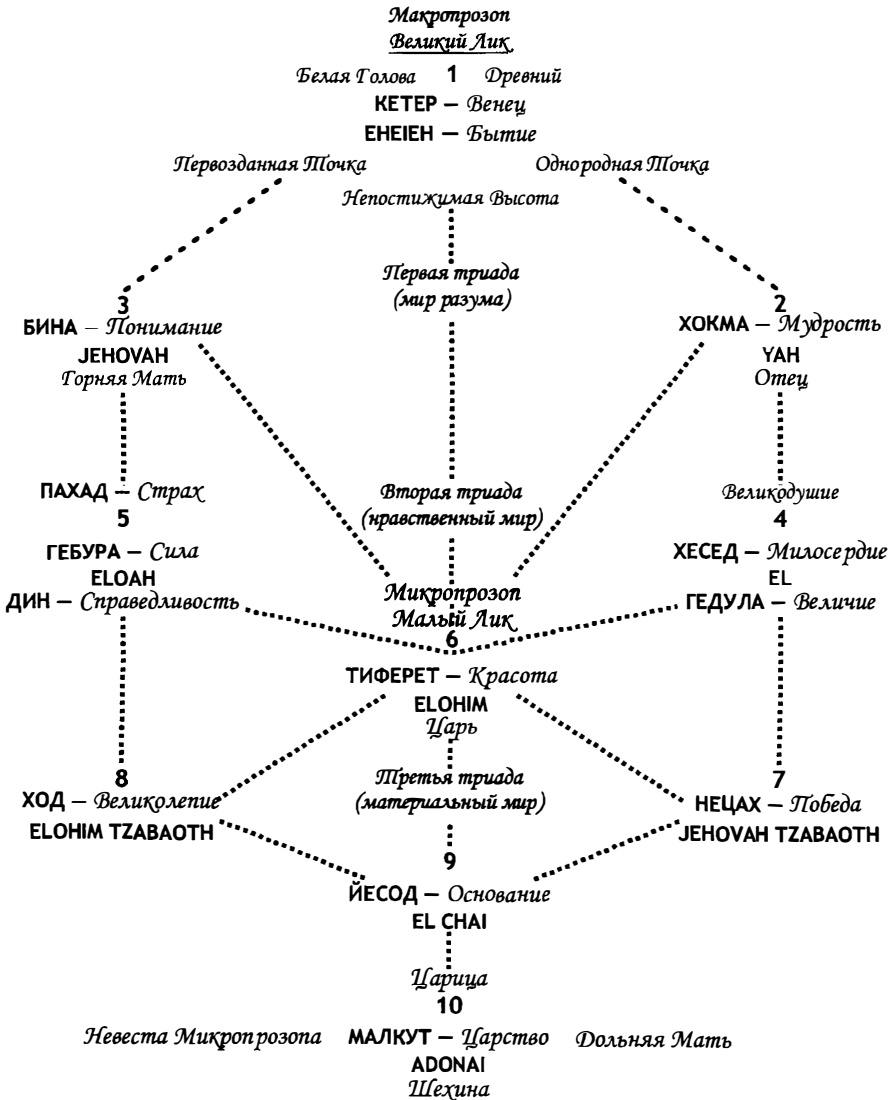 Макропрозоп
Великий Лик
Белая Голова 1 Древний
КЕТЕР – Венец
EHEIEH – Бытие
Первозданная Точка
Однородная Точка
Непостижимая Высота
Первая триада
(мир разума)
3
БИНА – Понимание
JEHOVAH
Горняя Мать
2
ХОКМА – Мудрость
YAH
Отец
ПАХАД – Страх
5
ГЕБУРА – Сила
ELOAH
ДИН – Справедливость
Вторая триада
(нравственный мир)
Великодушие
4
ХЕСЕД – Милосердие
EL
ГЕДУЛА – Величие
Микропрозоп
Малый Лик
6
ТИФЕРЕТ – Красота
ELOHIM
Царь
8
ХОД – Великолепие
ELOHIM TZABAOTH
Третья триада
(материальный мир)
7
НЕЦАХ – Победа
JEHOVAH TZABAOTH
9
ЙЕСОД – Основание
EL CHAI
Царица
10
Невеста Микропрозопа МАЛКУТ – Царство Дольняя Мать
ADONAI
Шехина